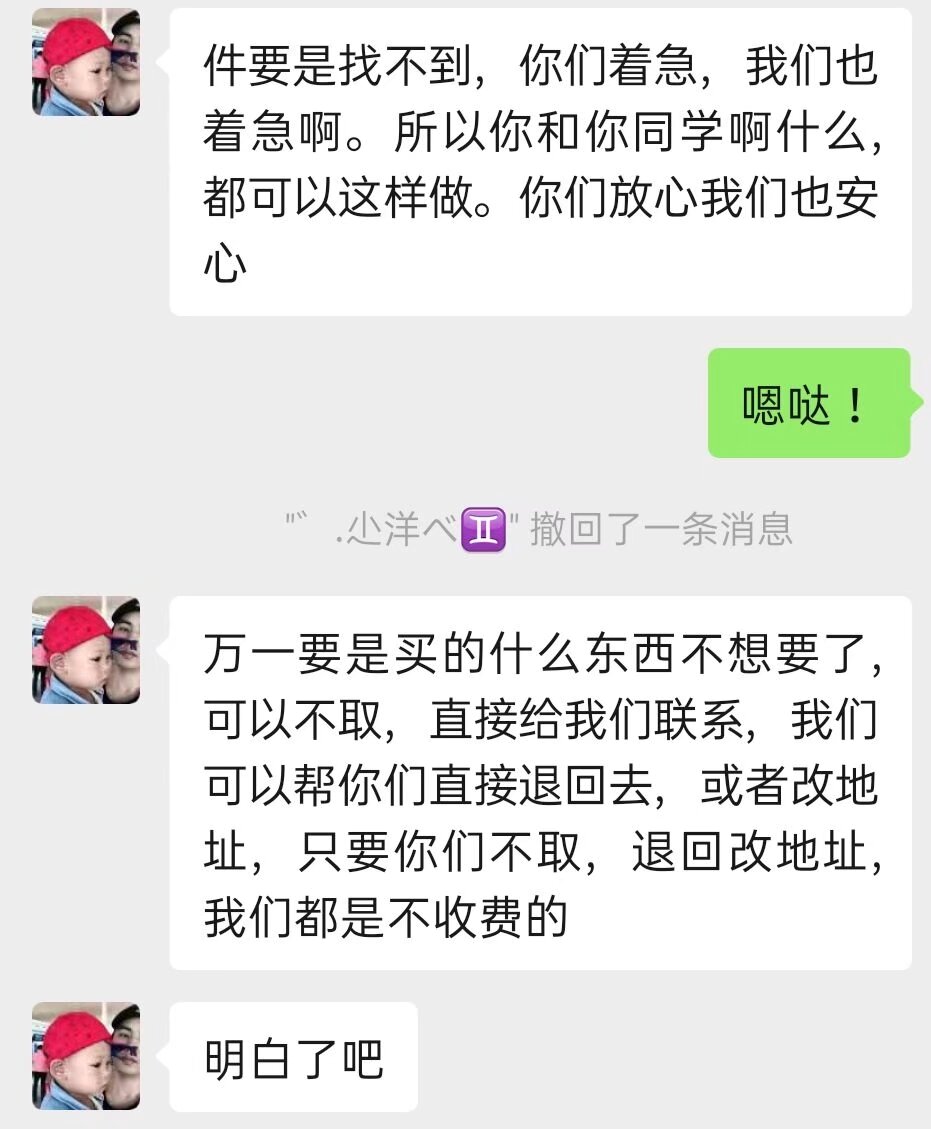 件要是找不到，你们着急，我们也
着急啊。所以你和你同学啊什么，
都可以这样做。你们放心我们也安
心
嗯哒！
"゛.尐洋べ♊" 撤回了一条消息
万一要是买的什么东西不想要了，
可以不取，直接给我们联系，我们
可以帮你们直接退回去，或者改地
址，只要你们不取，退回改地址，
我们都是不收费的
明白了吧